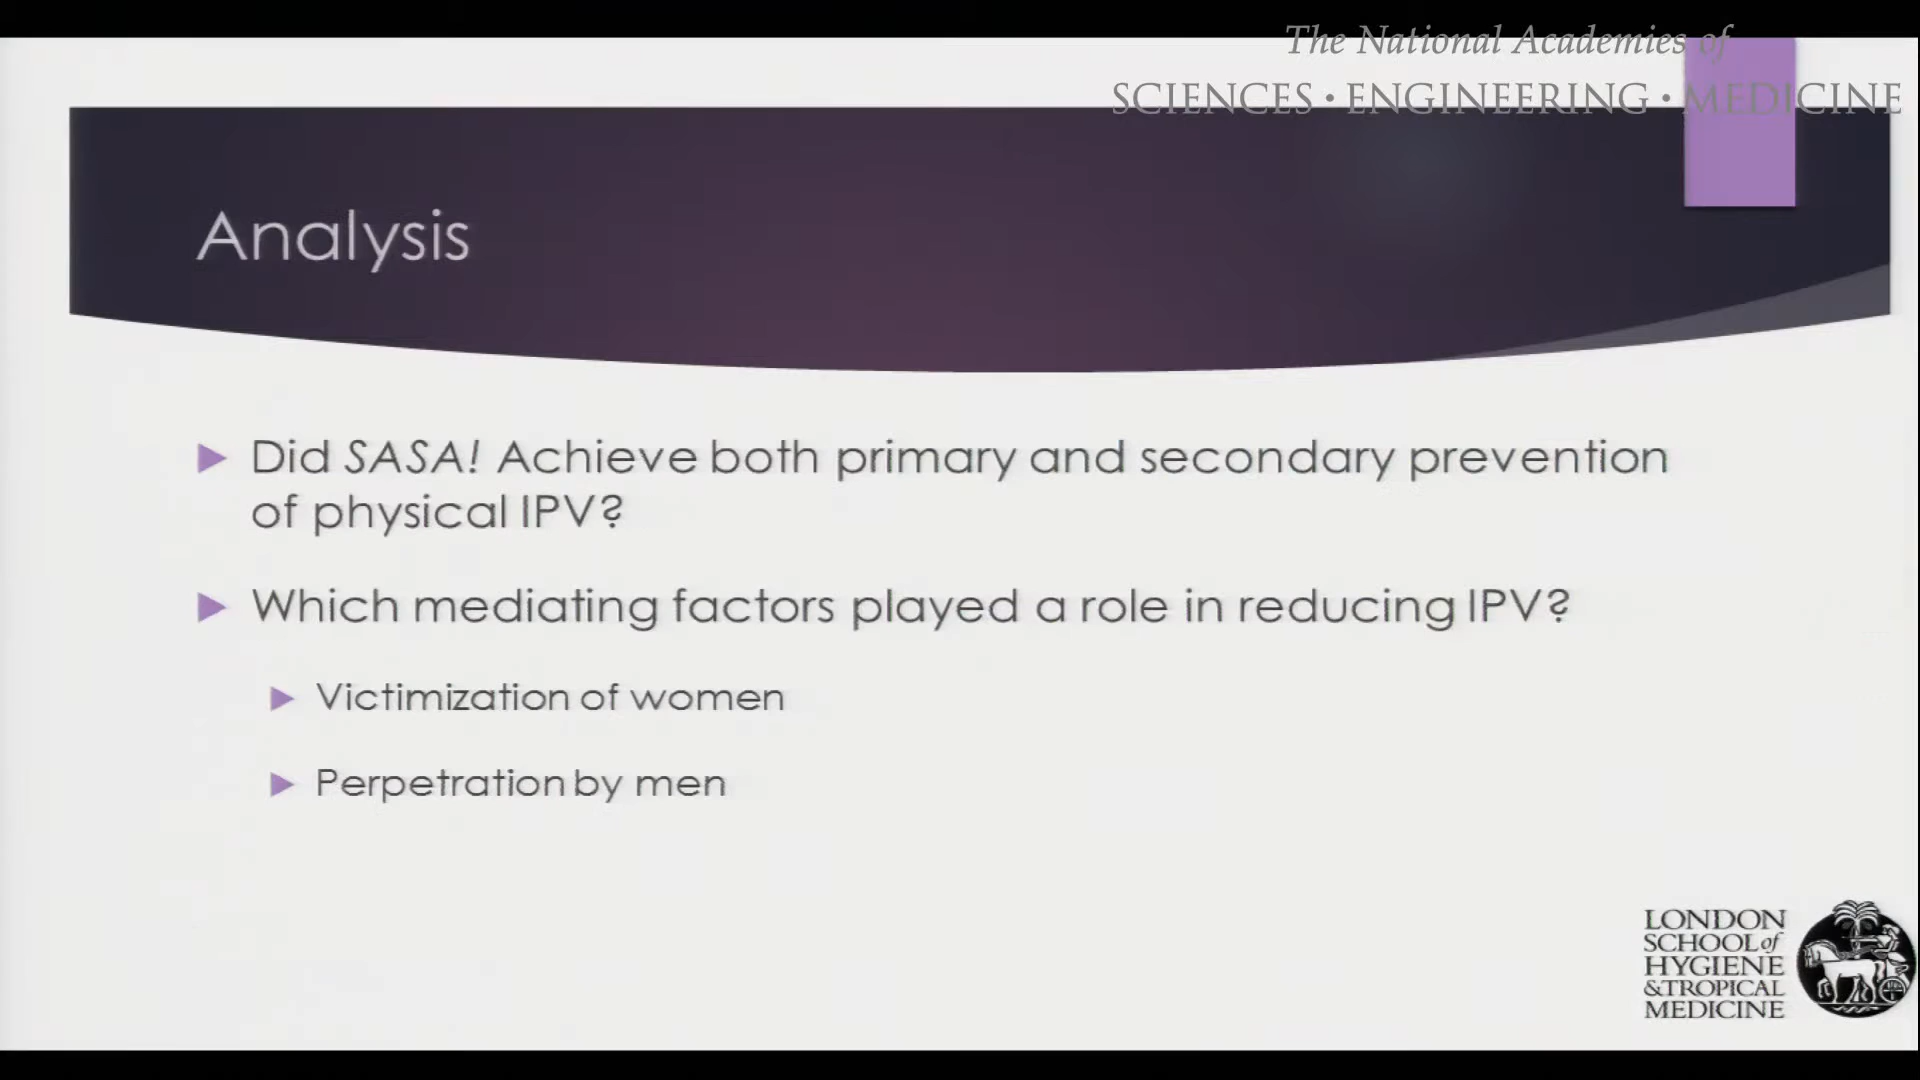 The National Academies of
SCIENCES • ENGINEERING • MEDICINE
Analysis
Did SASA! Achieve both primary and secondary prevention
of physical IPV?
Which mediating factors played a role in reducing IPV?
Victimization of women
Perpetration by men
LONDON
SCHOOL of
HYGIENE
& TROPICAL
MEDICINE